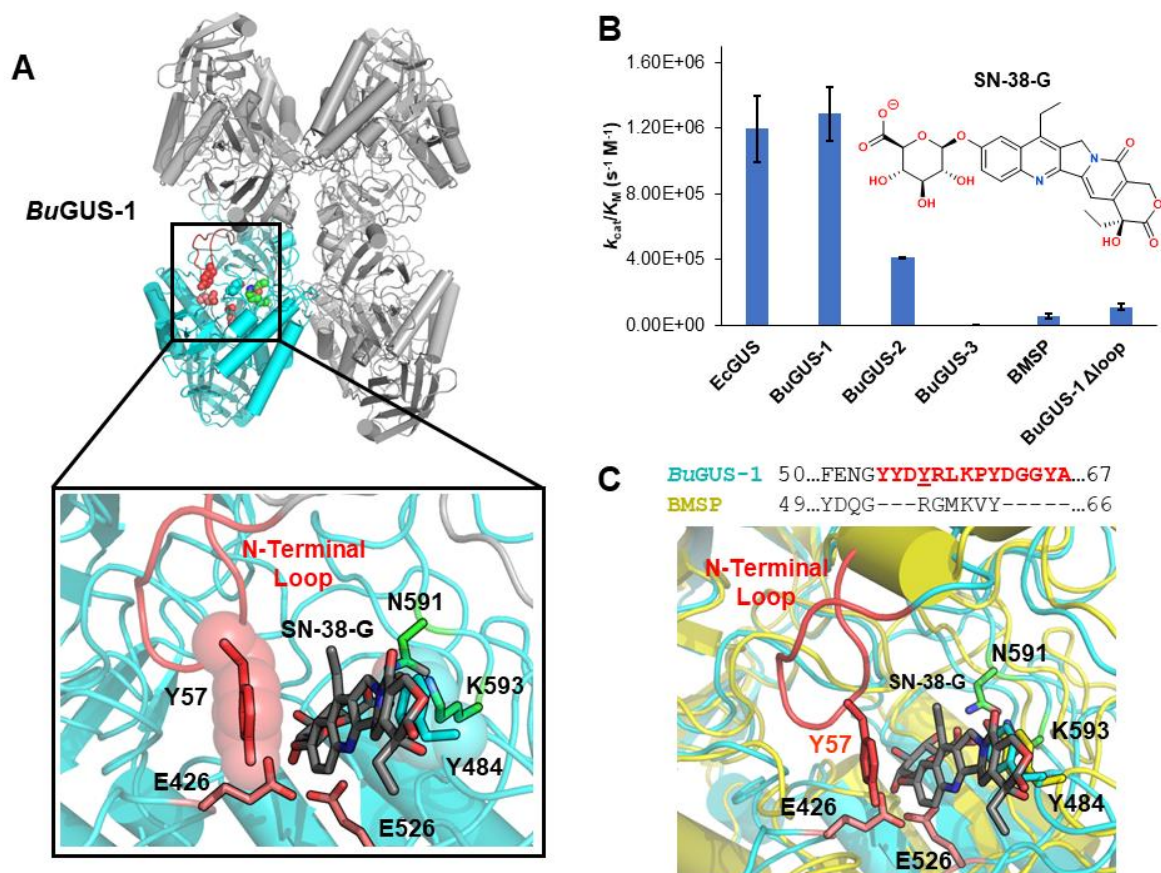 A
BuGUS-1
N-Terminal
Loop
N591
SN-38-G
K593
Y57
Y484
E426
E526
B
kcat/KM (s-1 M-1)
1.60E+06
1.20E+06
8.00E+05
4.00E+05
0.00E+00
EcGUS
BuGUS-1
BuGUS-2
BuGUS-3
BMSP
BuGUS-1 Δloop
SN-38-G
O
⊖
O
O
O
HO
OH
OH
N
N
O
O
OH
O
C
BuGUS-1 50...FENGYYDYRLKPYDGGYA...67
BMSP 49...YDQG---RGMKVY------...66
N-Terminal
Loop
N591
SN-38-G
K593
Y57
Y484
E426
E526